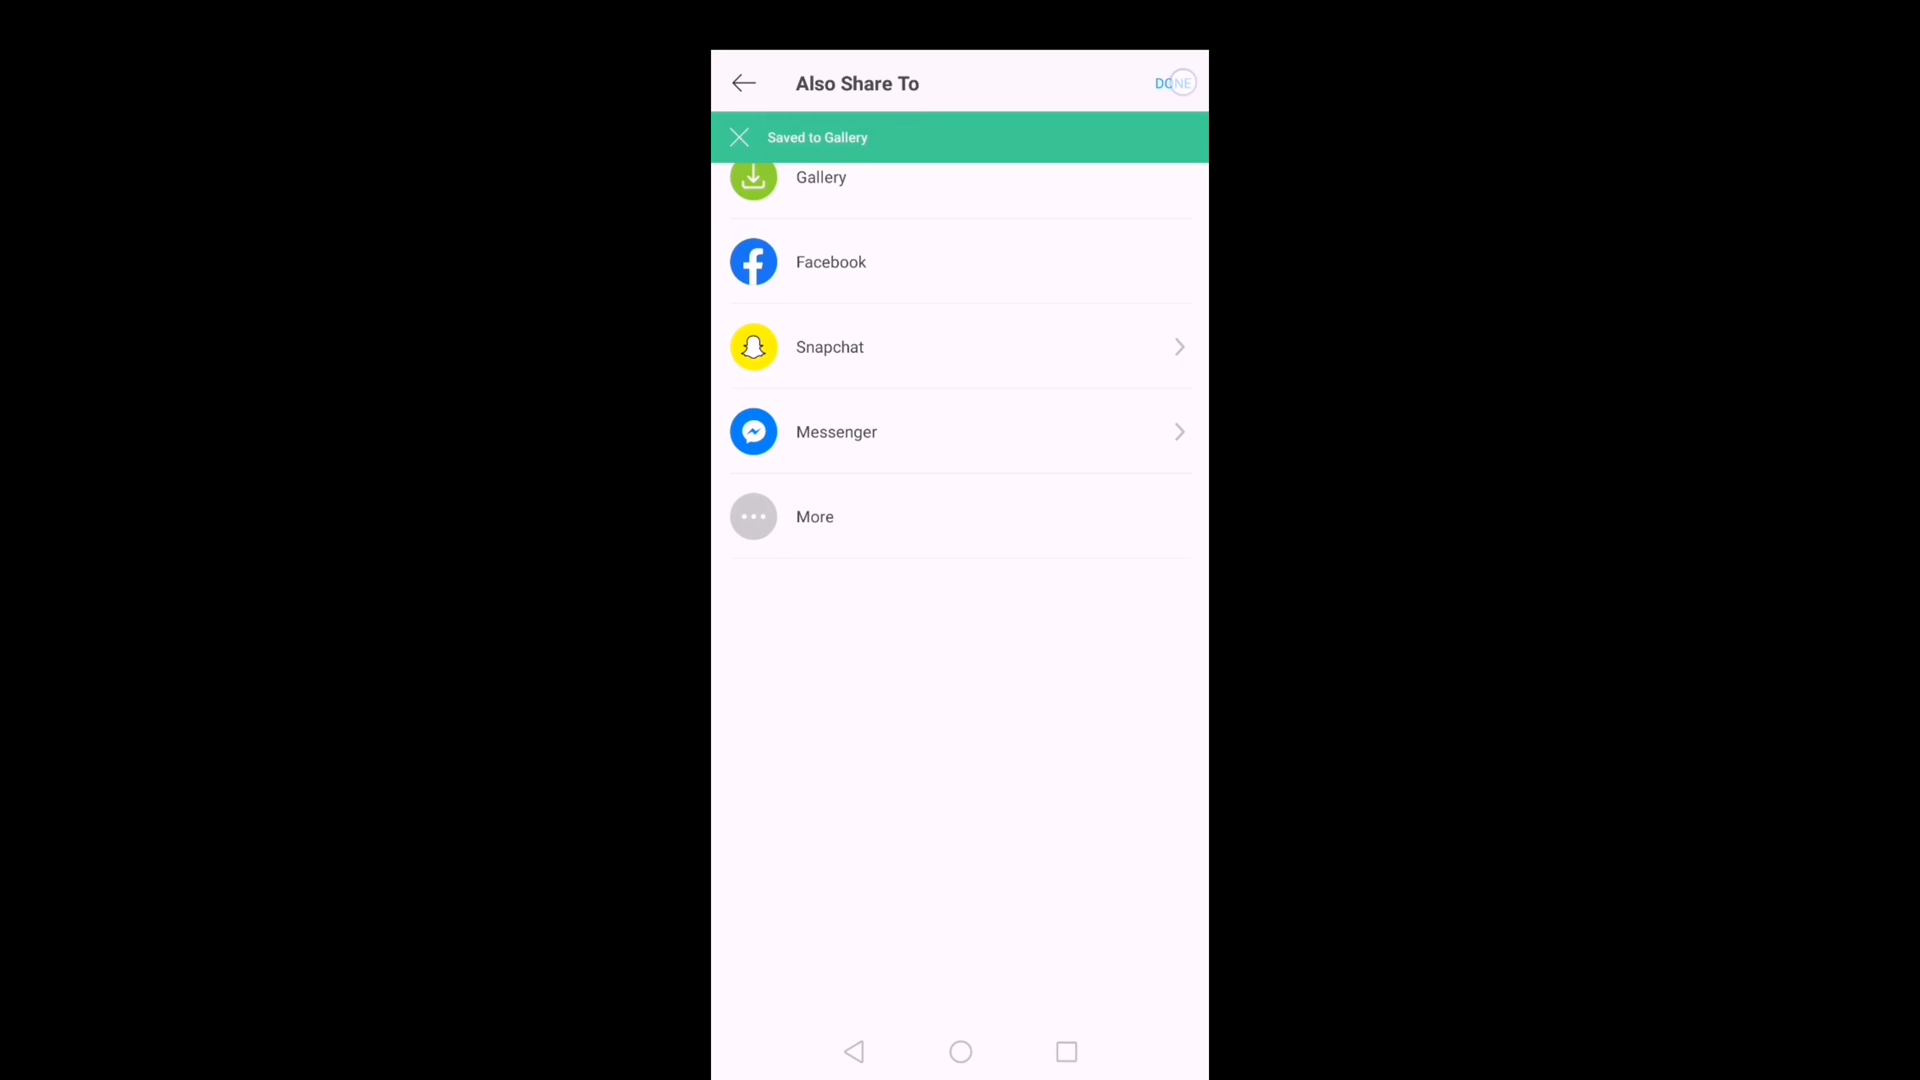 Also Share To
DONE
Saved to Gallery
Gallery
Facebook
Snapchat
Messenger
More